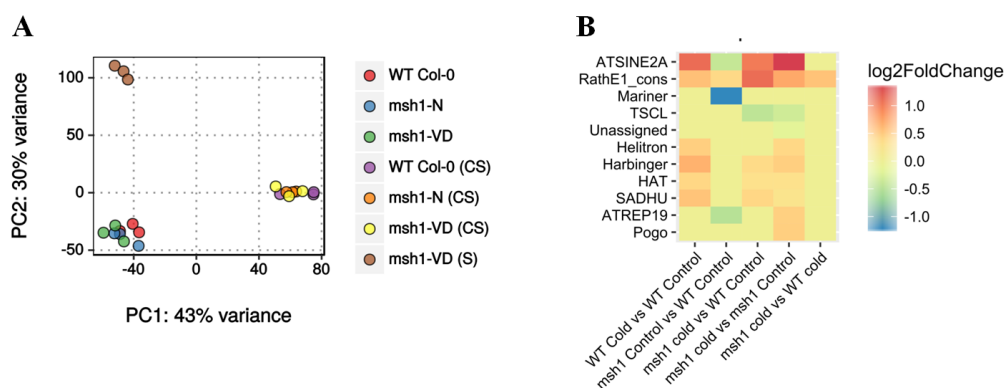 A
PC2: 30% variance
100
50
0
-50
-40
0
40
80
PC1: 43% variance
WT Col-0
msh1-N
msh1-VD
WT Col-0 (CS)
msh1-N (CS)
msh1-VD (CS)
msh1-VD (S)
B
ATSINE2A
RathE1_cons
Mariner
TSCL
Unassigned
Helitron
Harbinger
HAT
SADHU
ATREP19
Pogo
WT Cold vs WT Control
msh1 Control vs WT Control
msh1 cold vs WT Control
msh1 cold vs msh1 Control
msh1 cold vs WT cold
log2FoldChange
1.0
0.5
0.0
-0.5
-1.0